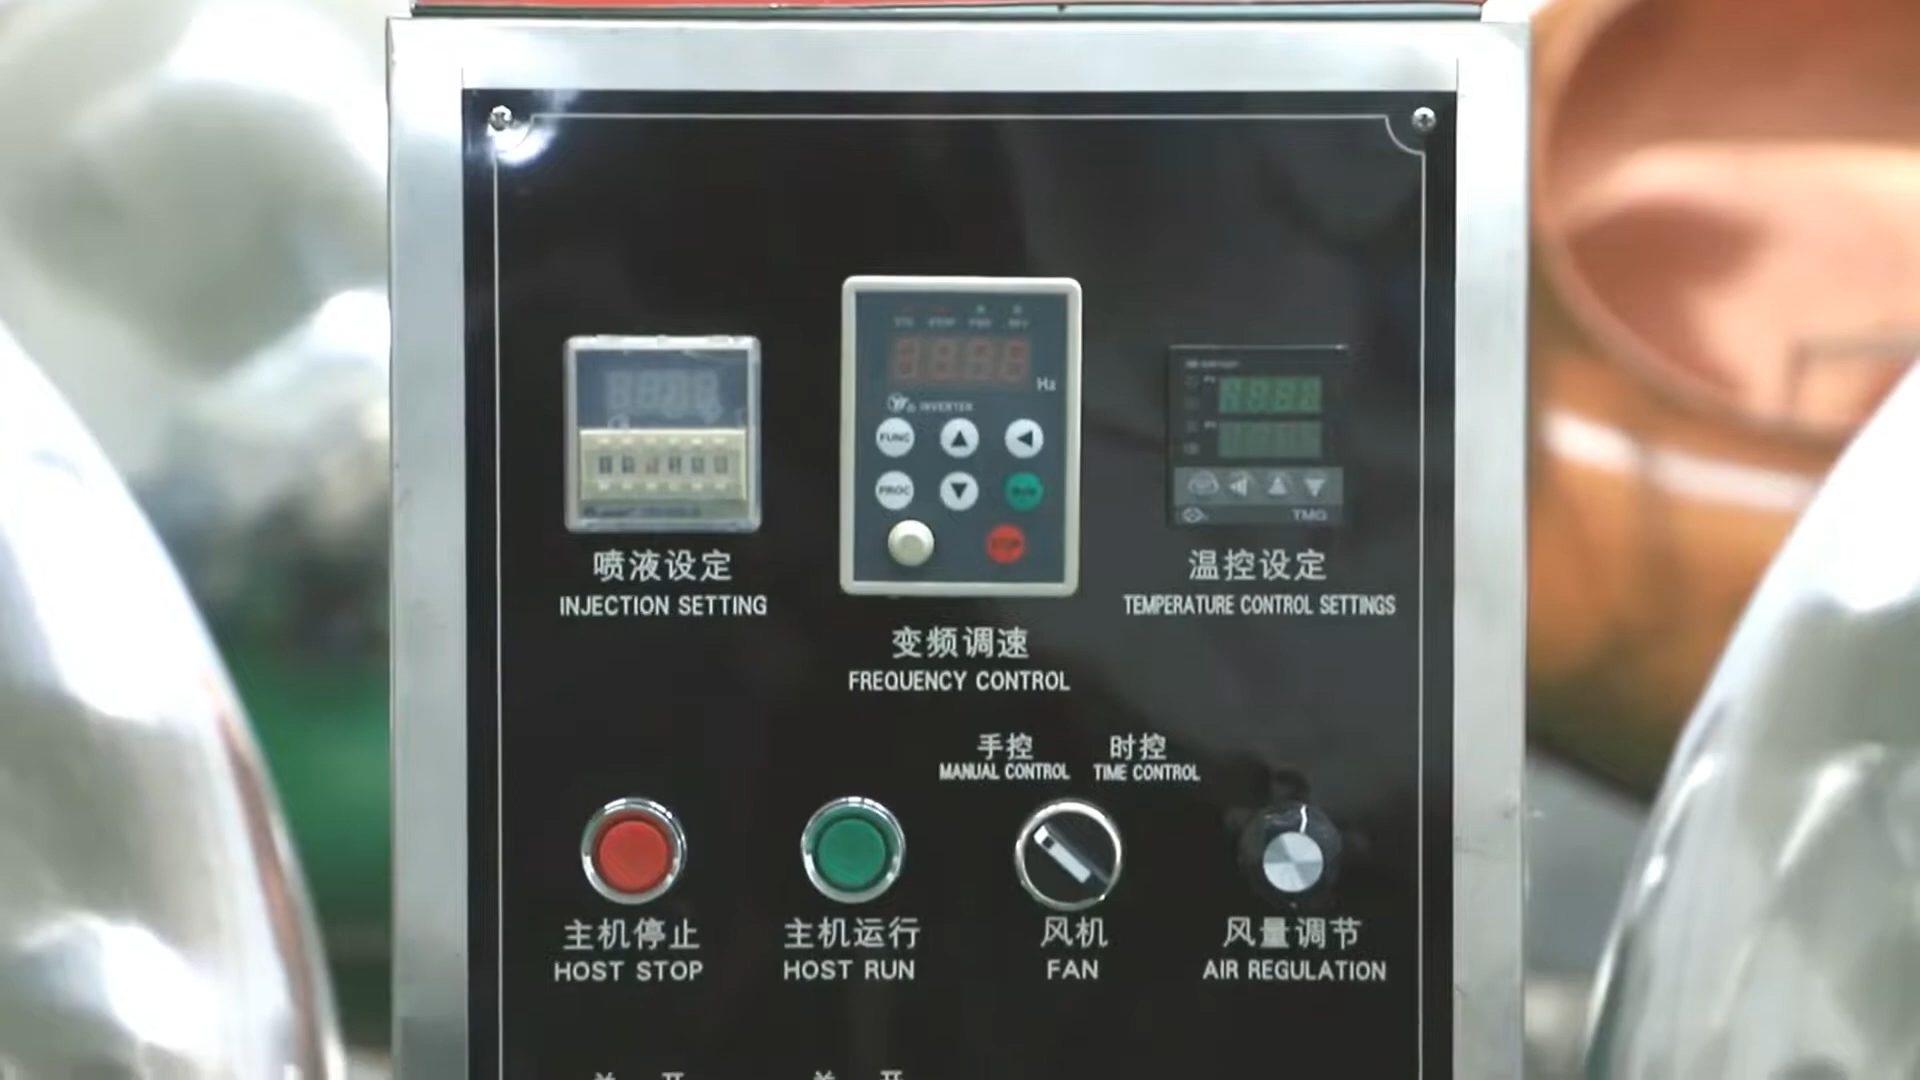 Hz
INVERTER
FUNC
PROC
RUN
STOP
TMG
喷液设定
INJECTION SETTING
温控设定
TEMPERATURE CONTROL SETTINGS
变频调速
FREQUENCY CONTROL
手控
MANUAL CONTROL
时控
TIME CONTROL
主机停止
HOST STOP
主机运行
HOST RUN
风机
FAN
风量调节
AIR REGULATION